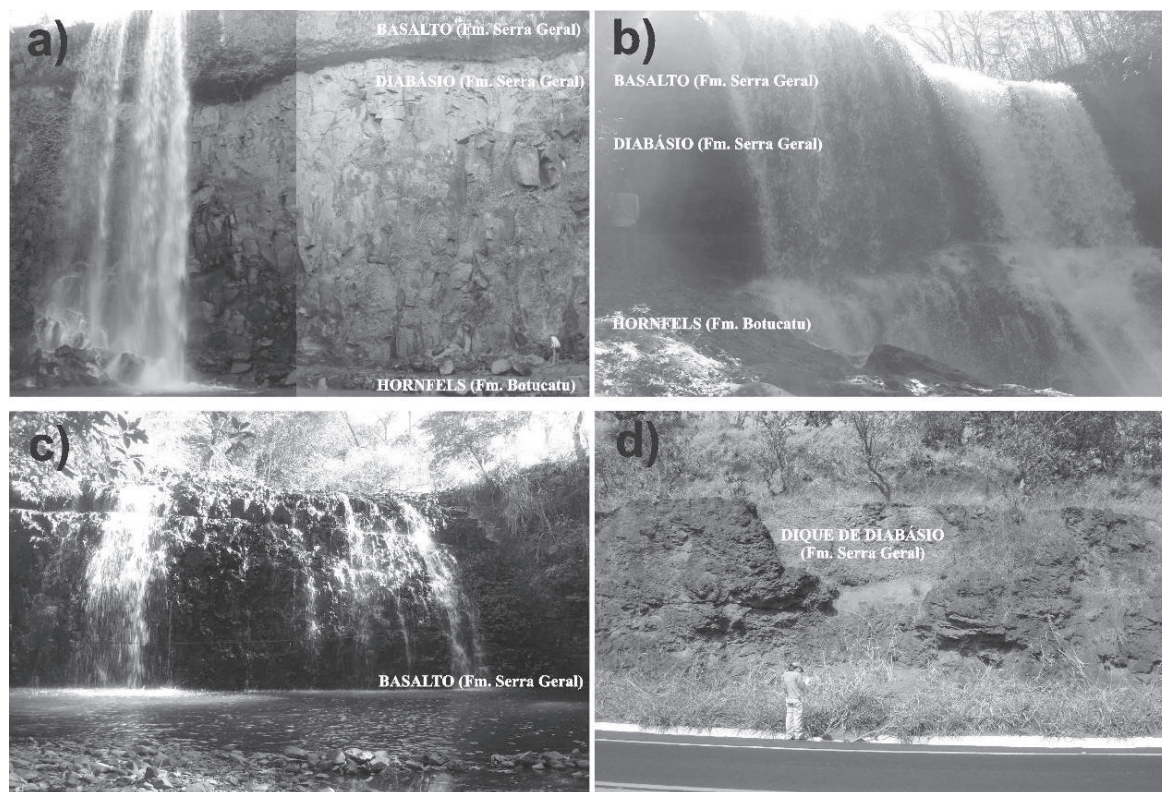 a)
BASALTO (Fm. Serra Geral)
DIABÁSIO (Fm. Serra Geral)
HORNFELS (Fm. Botucatu)
b)
BASALTO (Fm. Serra Geral)
DIABÁSIO (Fm. Serra Geral)
HORNFELS (Fm. Botucatu)
c)
BASALTO (Fm. Serra Geral)
d)
DIQUE DE DIABÁSIO
(Fm. Serra Geral)